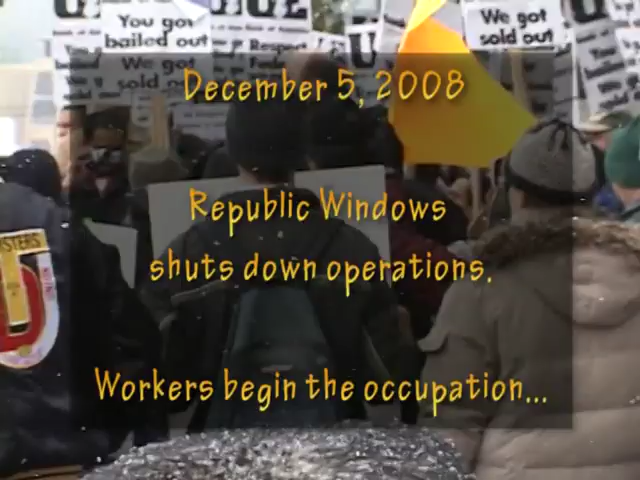 You got
bailed out
We got
sold
We got
sold out
Respect
December 5, 2008
Republic Windows
shuts down operations.
Workers begin the occupation...